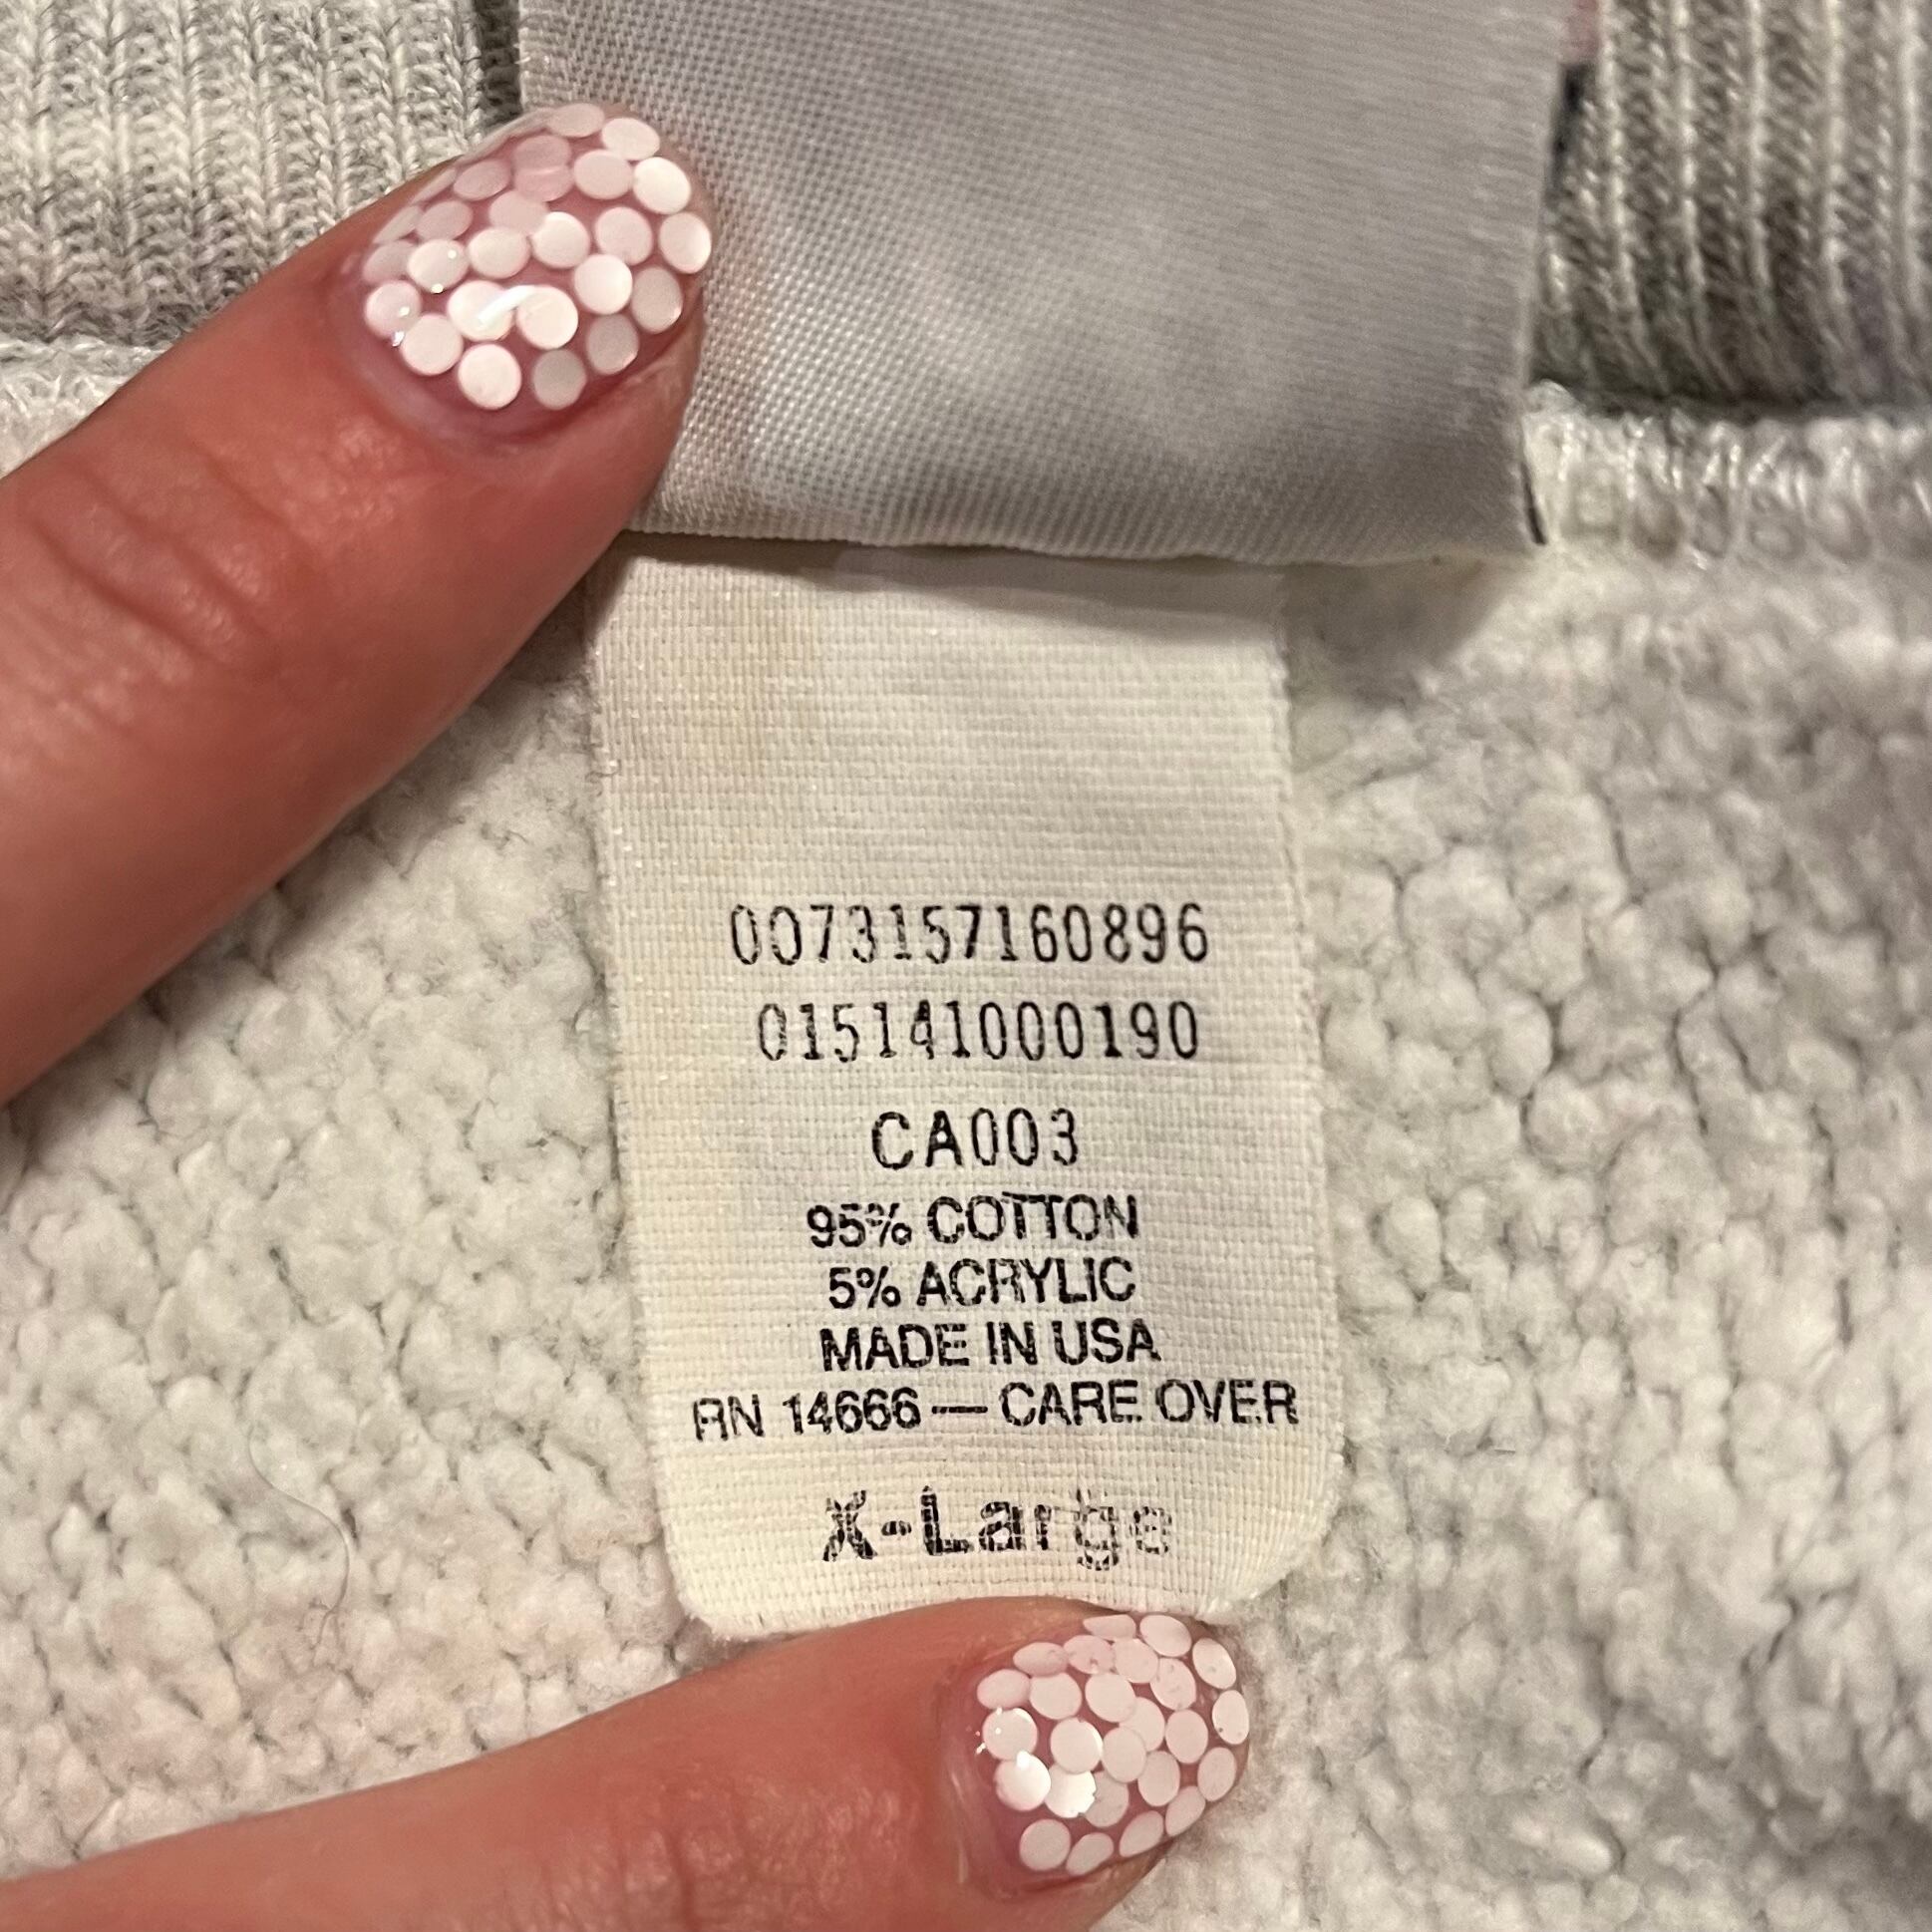 0073157160896
015141000190
CA003
95% COTTON
5% ACRYLIC
MADE IN USA
RN 14666 — CARE OVER
X-Large